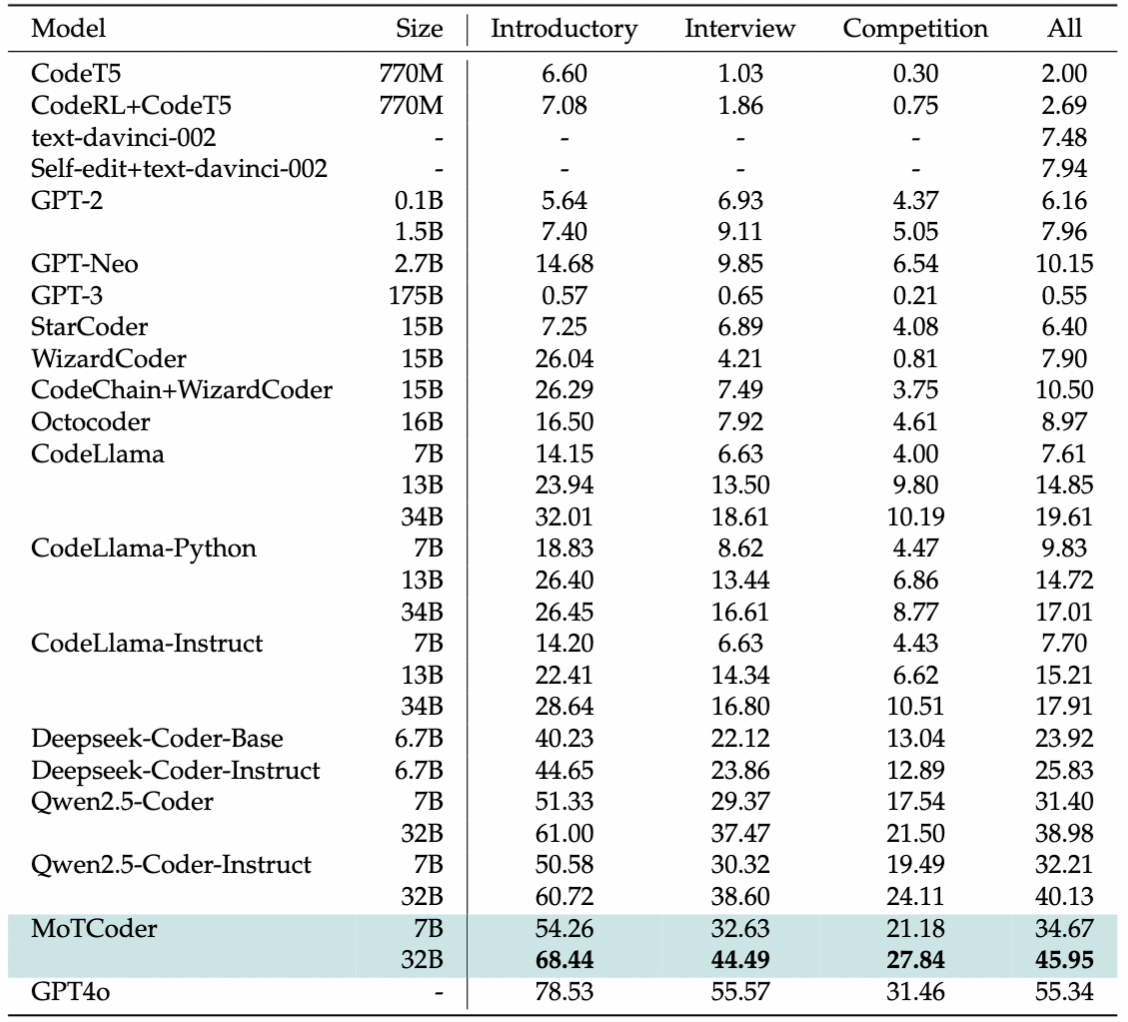 Model Size Introductory Interview Competition All
CodeT5 770M 6.60 1.03 0.30 2.00
CodeRL+CodeT5 770M 7.08 1.86 0.75 2.69
text-davinci-002 - - - - 7.48
Self-edit+text-davinci-002 - - - - 7.94
GPT-2 0.1B 5.64 6.93 4.37 6.16
1.5B 7.40 9.11 5.05 7.96
GPT-Neo 2.7B 14.68 9.85 6.54 10.15
GPT-3 175B 0.57 0.65 0.21 0.55
StarCoder 15B 7.25 6.89 4.08 6.40
WizardCoder 15B 26.04 4.21 0.81 7.90
CodeChain+WizardCoder 15B 26.29 7.49 3.75 10.50
Octocoder 16B 16.50 7.92 4.61 8.97
CodeLlama 7B 14.15 6.63 4.00 7.61
13B 23.94 13.50 9.80 14.85
34B 32.01 18.61 10.19 19.61
CodeLlama-Python 7B 18.83 8.62 4.47 9.83
13B 26.40 13.44 6.86 14.72
34B 26.45 16.61 8.77 17.01
CodeLlama-Instruct 7B 14.20 6.63 4.43 7.70
13B 22.41 14.34 6.62 15.21
34B 28.64 16.80 10.51 17.91
Deepseek-Coder-Base 6.7B 40.23 22.12 13.04 23.92
Deepseek-Coder-Instruct 6.7B 44.65 23.86 12.89 25.83
Qwen2.5-Coder 7B 51.33 29.37 17.54 31.40
32B 61.00 37.47 21.50 38.98
Qwen2.5-Coder-Instruct 7B 50.58 30.32 19.49 32.21
32B 60.72 38.60 24.11 40.13
MoTCoder 7B 54.26 32.63 21.18 34.67
32B 68.44 44.49 27.84 45.95
GPT4o - 78.53 55.57 31.46 55.34